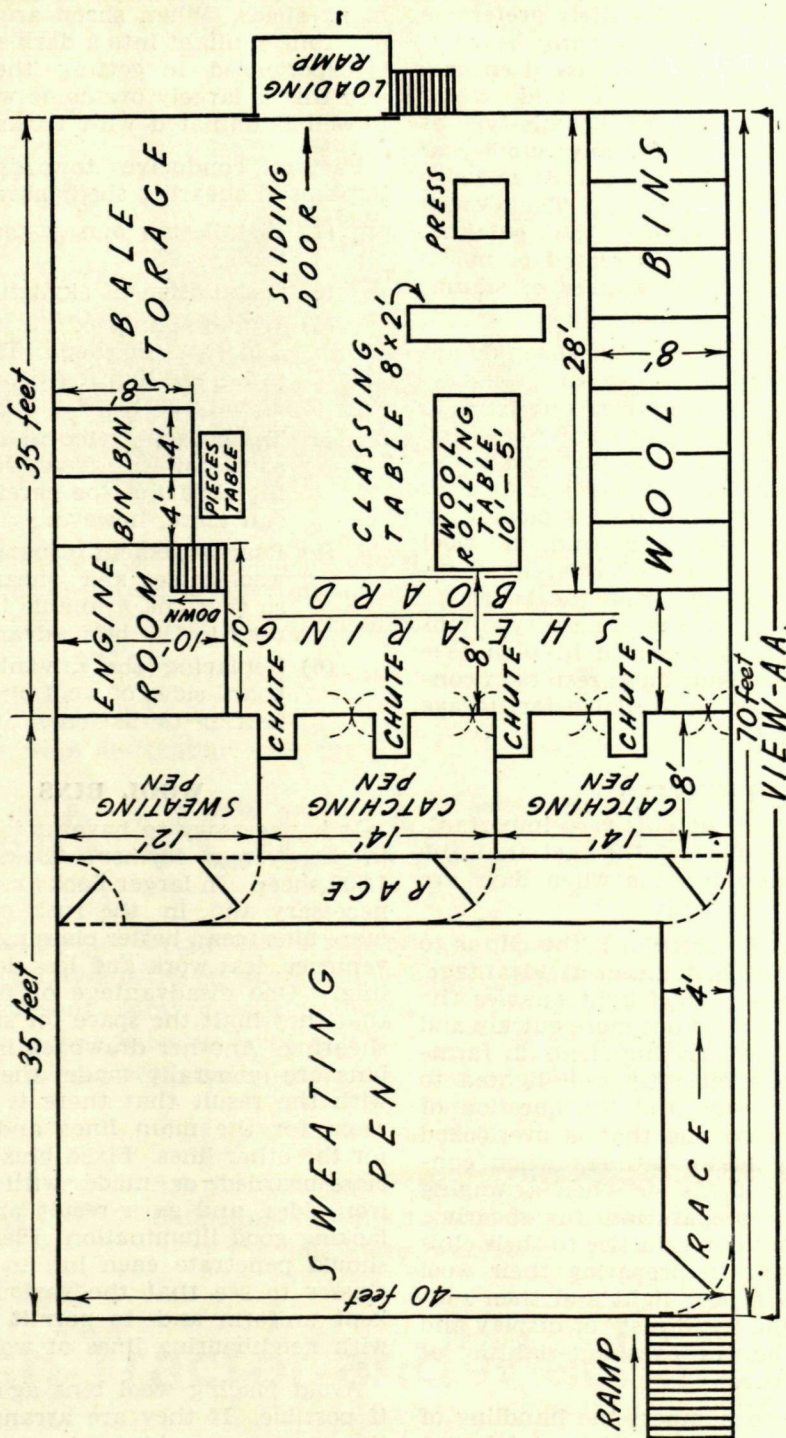 LOADING
RAMP
35 feet
BALE
STORAGE
SLIDING
DOOR
PRESS
8'
BIN
BIN
4'
4'
PIECES
TABLE
CLASSING
TABLE 8'x2'
28'
WOOL BINS
8'
WOOL
ROLLING
TABLE
10'-5'
ENGINE
ROOM
DOWN
10'
10'
SHEARING
BOARD
8'
7'
CHUTE
CHUTE
CHUTE
CHUTE
SWEATING
PEN
12'
CATCHING
PEN
14'
CATCHING
PEN
14'
8'
RACE
35 feet
SWEATING
PEN
RACE
4'
40 feet
70 feet
RAMP
VIEW-AA.